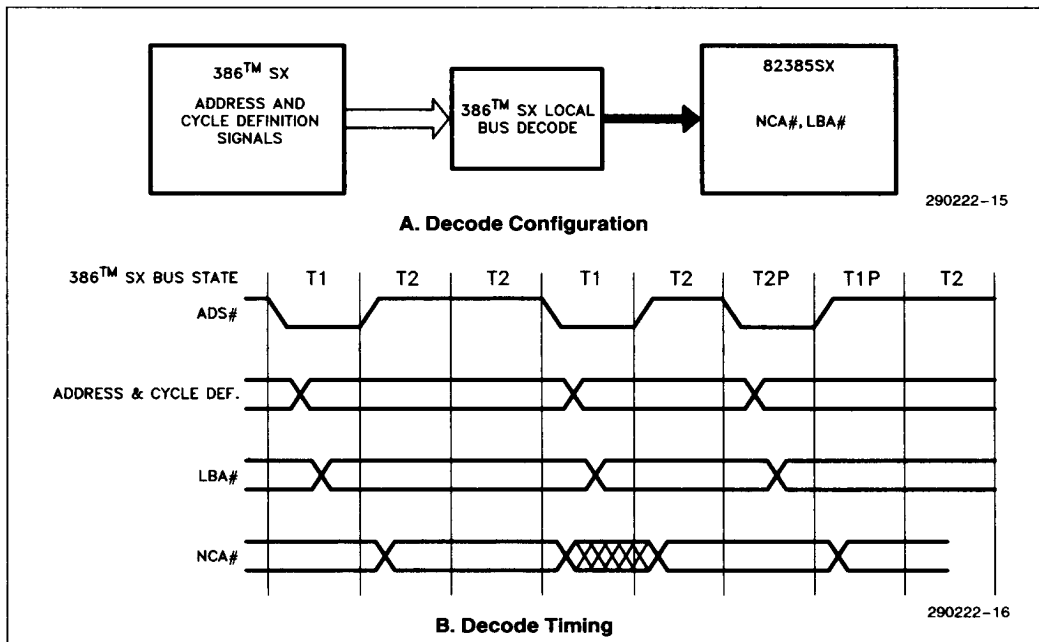 386™ SX
ADDRESS AND
CYCLE DEFINITION
SIGNALS
386™ SX LOCAL
BUS DECODE
82385SX
NCA#, LBA#
290222-15
A. Decode Configuration
386™ SX BUS STATE T1 T2 T2 T1 T2 T2P T1P T2
ADS#
ADDRESS & CYCLE DEF.
LBA#
NCA#
290222-16
B. Decode Timing